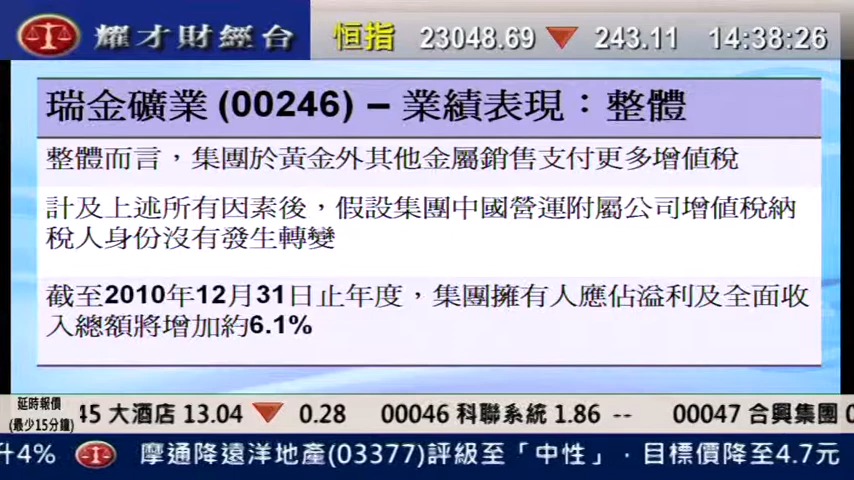 耀才財經台 恒指 23048.69 243.11 14:38:26
瑞金礦業 (00246) – 業績表現：整體
整體而言，集團於黃金外其他金屬銷售支付更多增值稅
計及上述所有因素後，假設集團中國營運附屬公司增值稅納
稅人身份沒有發生轉變
截至2010年12月31日止年度，集團擁有人應佔溢利及全面收
入總額將增加約6.1%
延時報價
(最少15分鐘)
45 大酒店 13.04 0.28 00046 科聯系統 1.86 -- 00047 合興集團
升4% 摩通降遠洋地產(03377)評級至「中性」，目標價降至4.7元